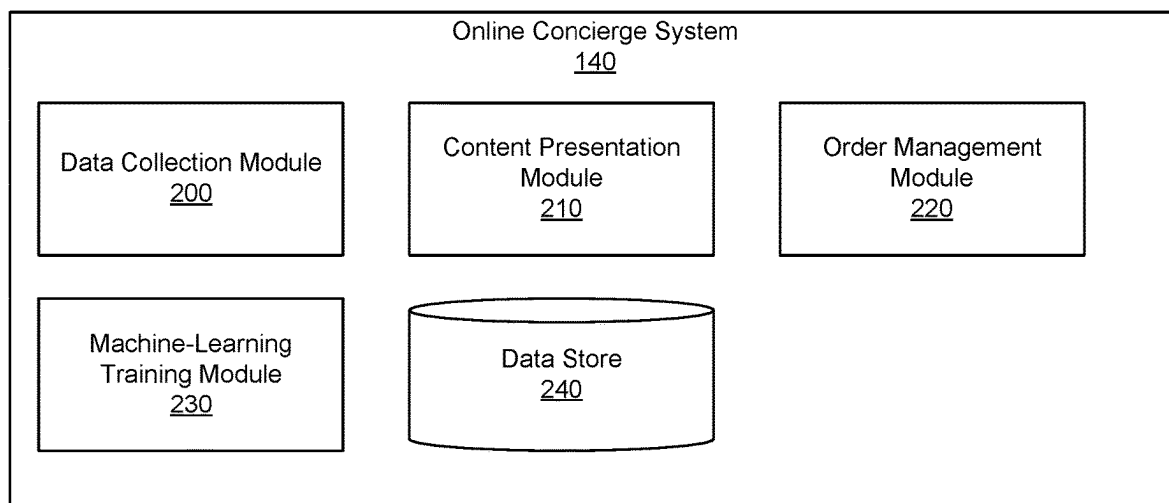 Online Concierge System
140
Data Collection Module
200
Content Presentation
Module
210
Order Management
Module
220
Machine-Learning
Training Module
230
Data Store
240